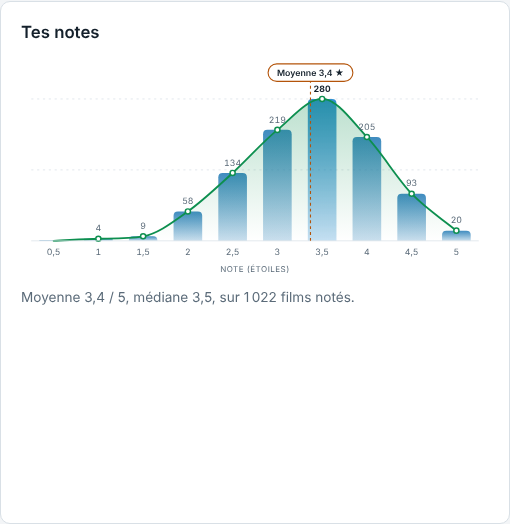 Tes notes
Moyenne 3,4 ★
280
219
205
134
93
58
20
4
9
0,5 1 1,5 2 2,5 3 3,5 4 4,5 5
NOTE (ÉTOILES)
Moyenne 3,4 / 5, médiane 3,5, sur 1 022 films notés.